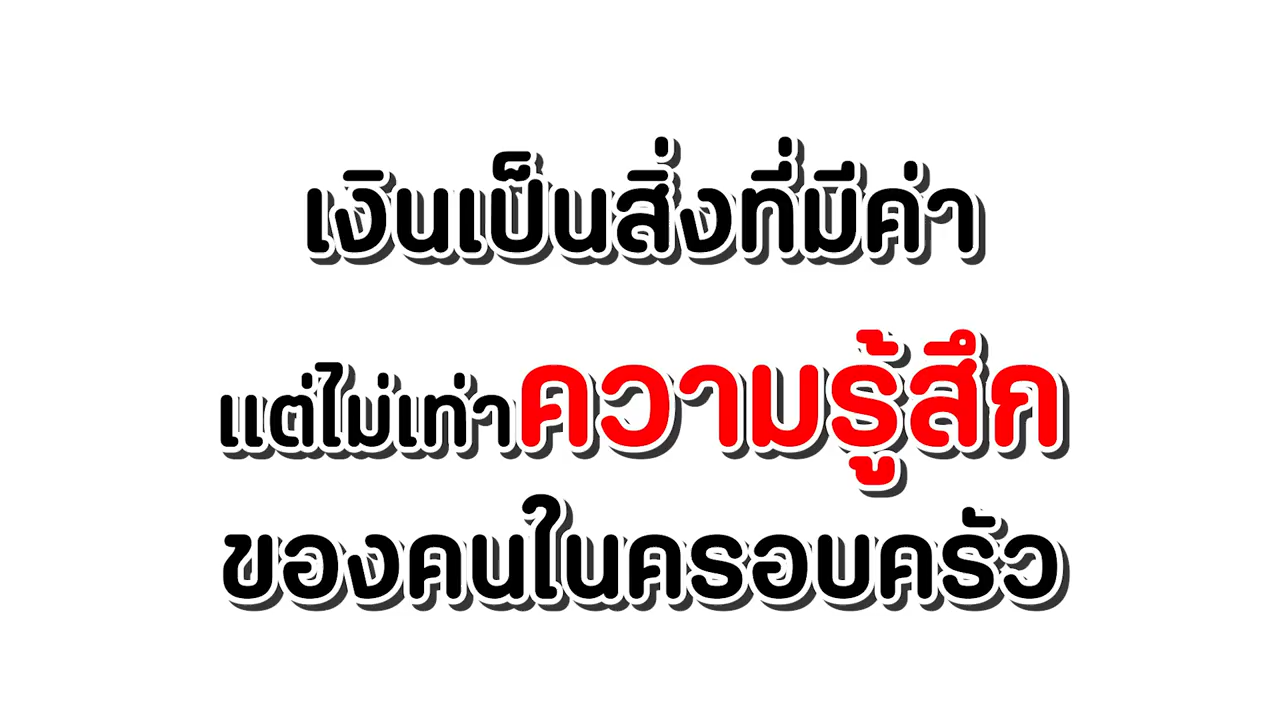 เงินเป็นสิ่งที่มีค่า
แต่ไม่เท่าความรู้สึก
ของคนในครอบครัว